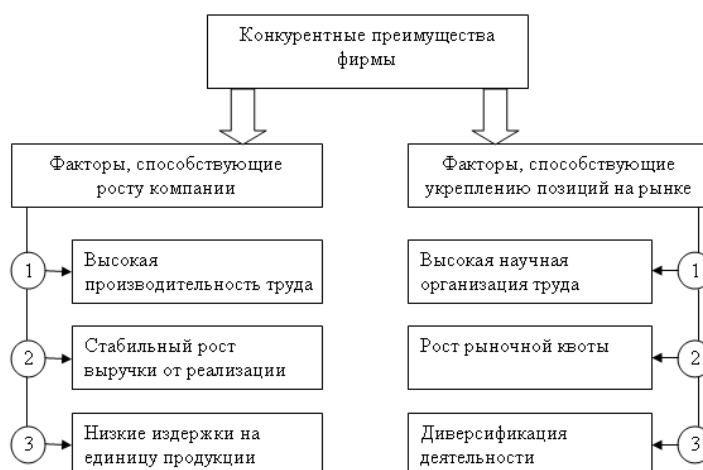 Конкурентные преимущества
фирмы
Факторы, способствующие
росту компании
Факторы, способствующие
укреплению позиций на рынке
1
Высокая
производительность труда
Высокая научная
организация труда
1
2
Стабильный рост
выручки от реализации
Рост рыночной квоты
2
3
Низкие издержки на
единицу продукции
Диверсификация
деятельности
3